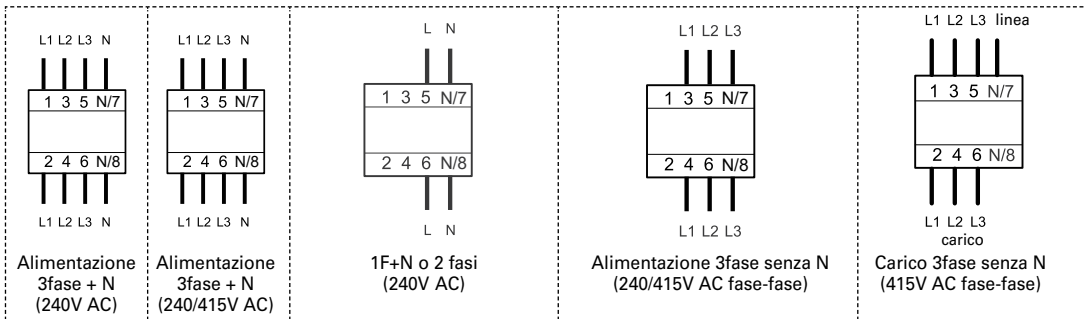 L1 L2 L3 N
1 3 5 N/7
2 4 6 N/8
L1 L2 L3 N
Alimentazione
3fase + N
(240V AC)
L1 L2 L3 N
1 3 5 N/7
2 4 6 N/8
L1 L2 L3 N
Alimentazione
3fase + N
(240/415V AC)
L N
1 3 5 N/7
2 4 6 N/8
L N
1F+N o 2 fasi
(240V AC)
L1 L2 L3
1 3 5 N/7
2 4 6 N/8
L1 L2 L3
Alimentazione 3fase senza N
(240/415V AC fase-fase)
L1 L2 L3 linea
1 3 5 N/7
2 4 6 N/8
L1 L2 L3
carico
Carico 3fase senza N
(415V AC fase-fase)